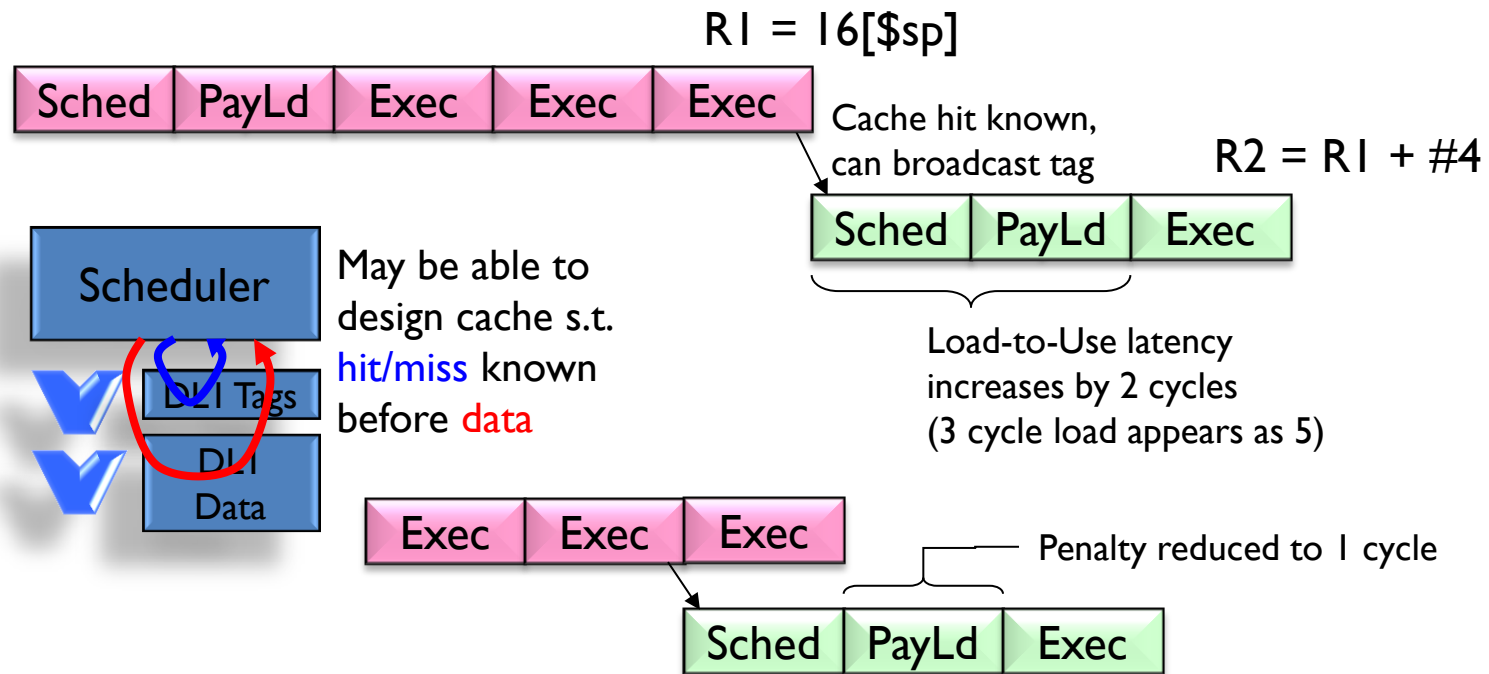 R1 = 16[$sp]
Sched PayLd Exec Exec Exec
Cache hit known,
can broadcast tag
R2 = R1 + #4
Sched PayLd Exec
Scheduler
May be able to
design cache s.t.
hit/miss known
before data
DL1 Tags
DL1
Data
Load-to-Use latency
increases by 2 cycles
(3 cycle load appears as 5)
Exec Exec Exec
Penalty reduced to 1 cycle
Sched PayLd Exec